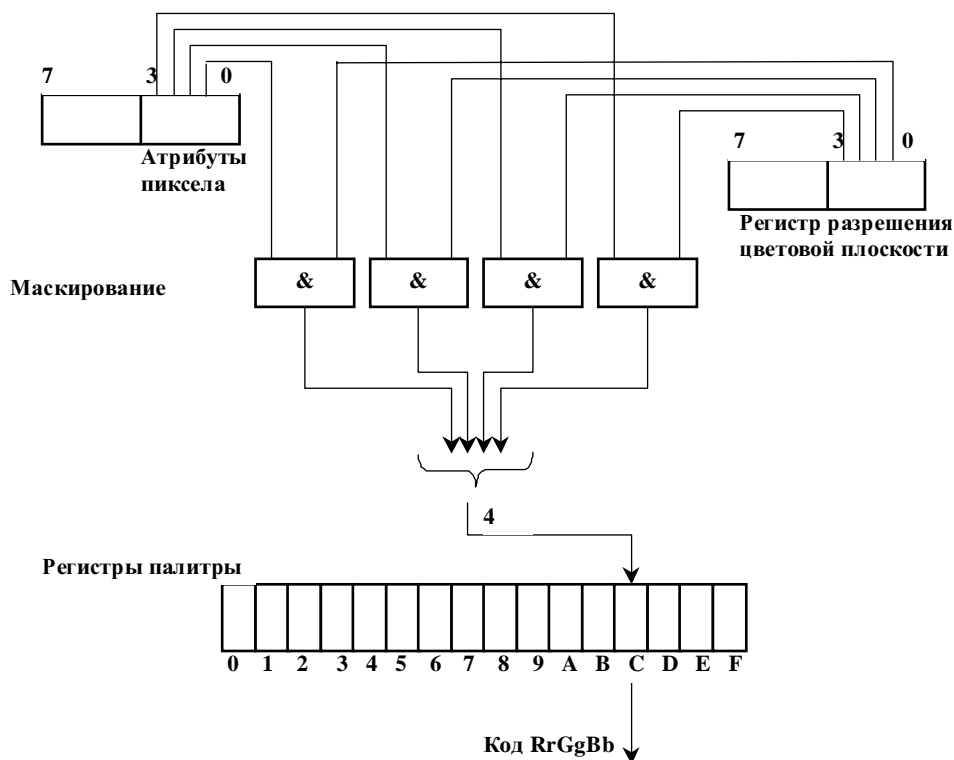 7 3 0
Атрибуты
пиксела
7 3 0
Регистр разрешения
цветовой плоскости
Маскирование
& & & &
4
Регистры палитры
0 1 2 3 4 5 6 7 8 9 A B C D E F
Код RrGgBb